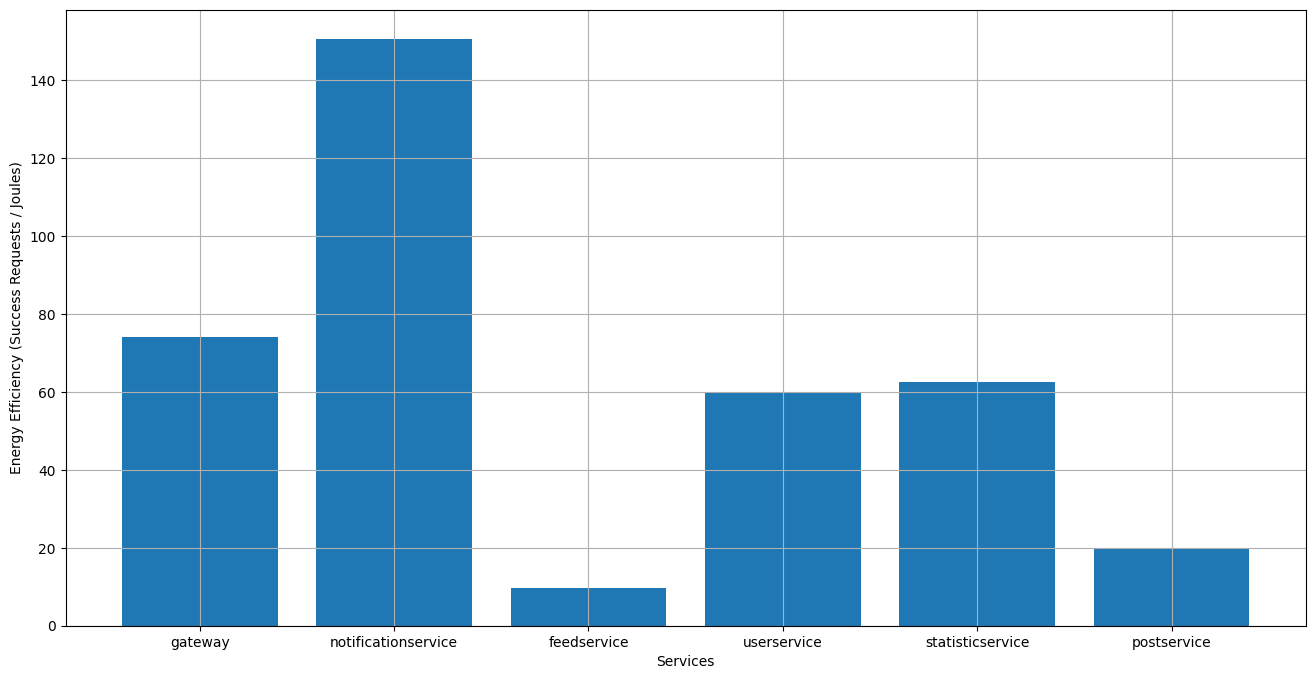 Energy Efficiency (Success Requests / Joules)
140
120
100
80
60
40
20
0
gateway notificationservice feedservice userservice statisticservice postservice
Services